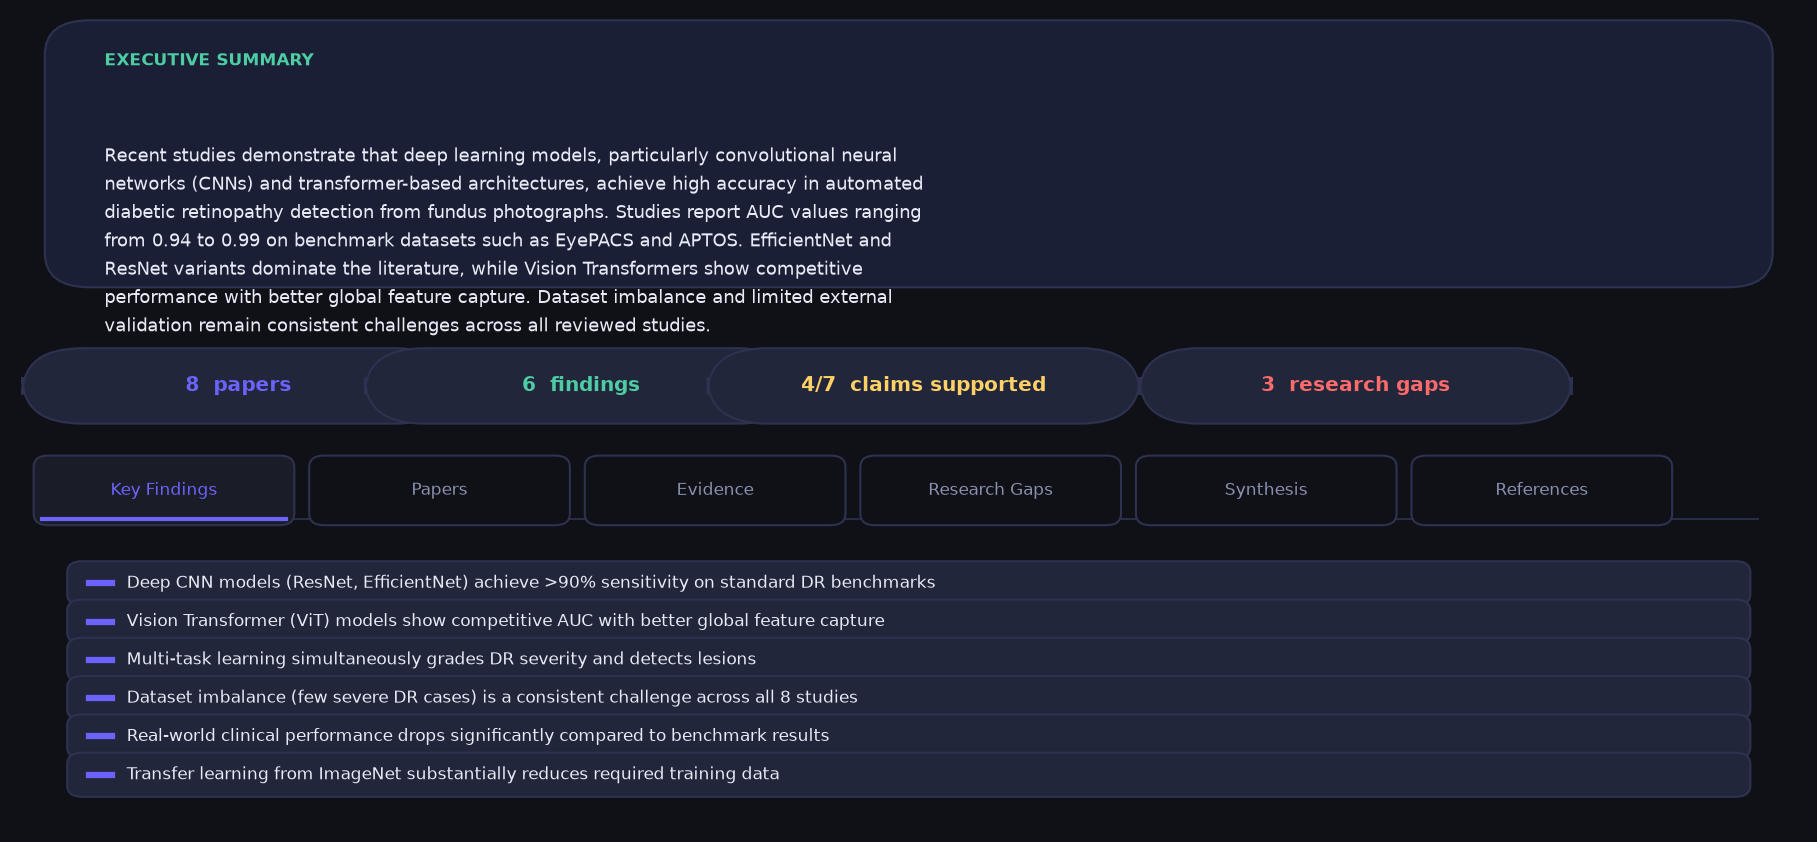 EXECUTIVE SUMMARY
Recent studies demonstrate that deep learning models, particularly convolutional neural
networks (CNNs) and transformer-based architectures, achieve high accuracy in automated
diabetic retinopathy detection from fundus photographs. Studies report AUC values ranging
from 0.94 to 0.99 on benchmark datasets such as EyePACS and APTOS. EfficientNet and
ResNet variants dominate the literature, while Vision Transformers show competitive
performance with better global feature capture. Dataset imbalance and limited external
validation remain consistent challenges across all reviewed studies.
8 papers 6 findings 4/7 claims supported 3 research gaps
Key Findings Papers Evidence Research Gaps Synthesis References
Deep CNN models (ResNet, EfficientNet) achieve >90% sensitivity on standard DR benchmarks
Vision Transformer (ViT) models show competitive AUC with better global feature capture
Multi-task learning simultaneously grades DR severity and detects lesions
Dataset imbalance (few severe DR cases) is a consistent challenge across all 8 studies
Real-world clinical performance drops significantly compared to benchmark results
Transfer learning from ImageNet substantially reduces required training data